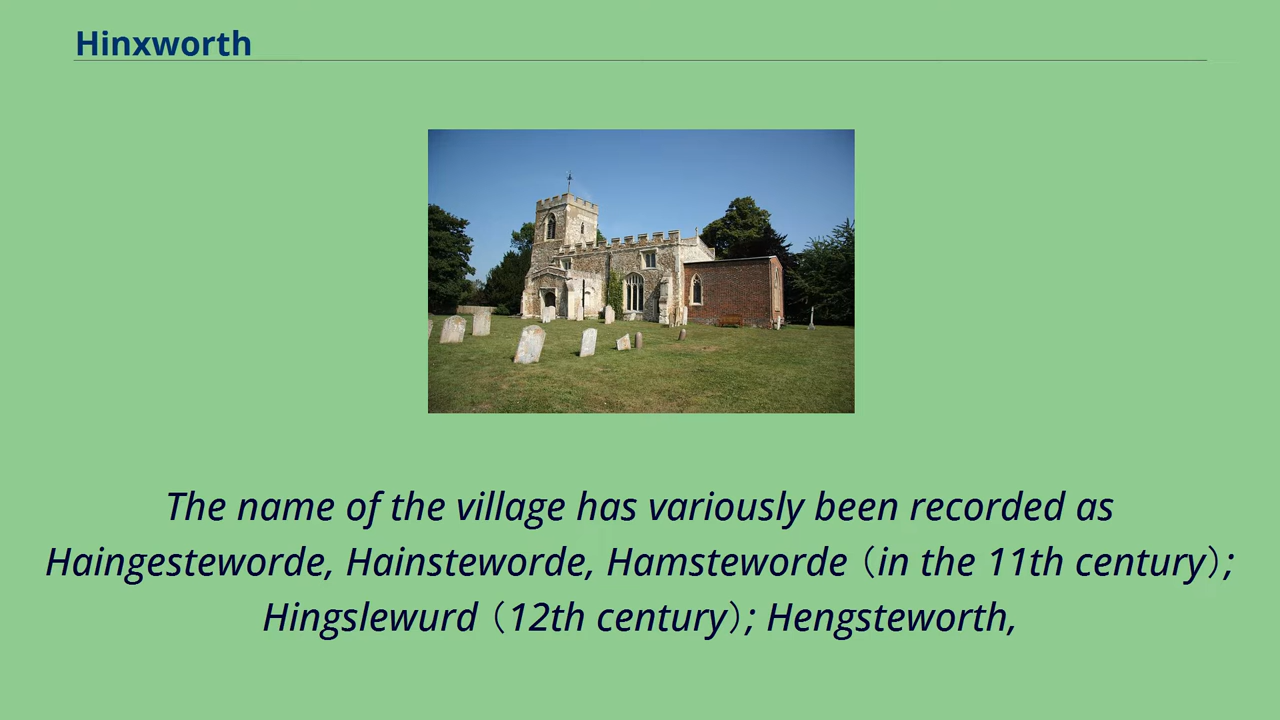 Hinxworth
The name of the village has variously been recorded as
Haingesteworde, Hainsteworde, Hamsteworde（in the 11th century）;
Hingslewurd（12th century）; Hengsteworth,